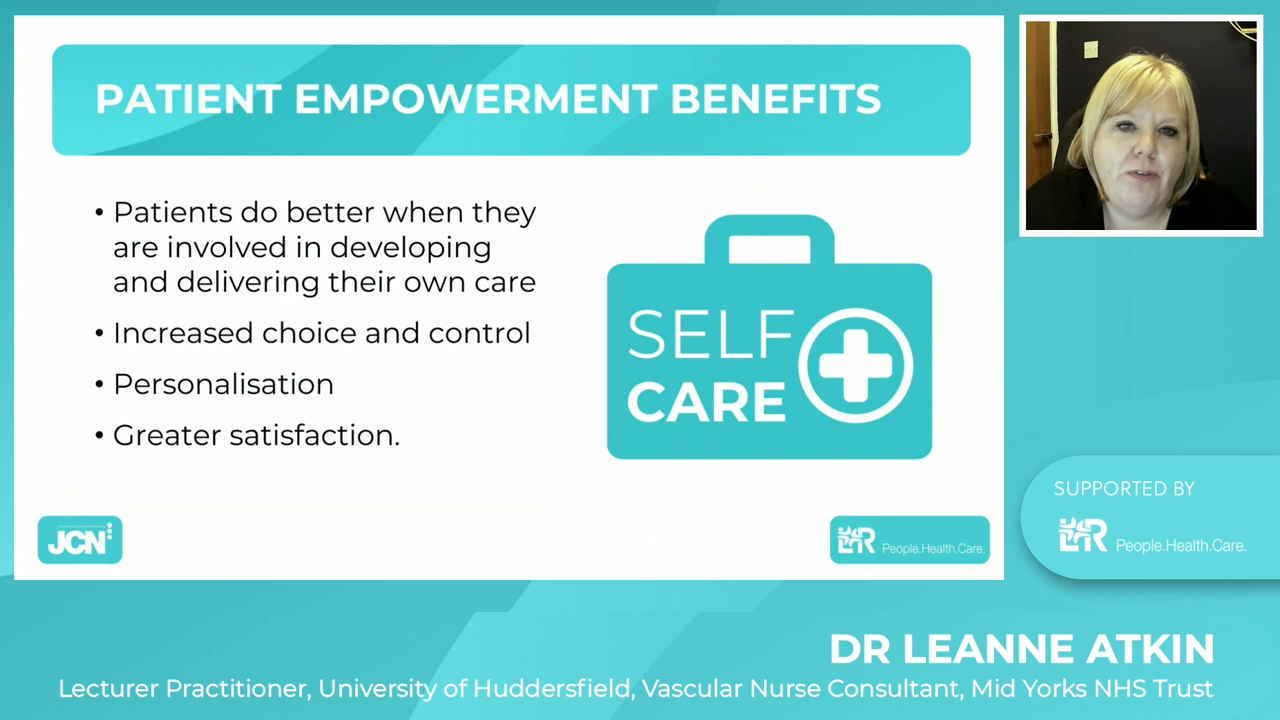 PATIENT EMPOWERMENT BENEFITS
• Patients do better when they
are involved in developing
and delivering their own care
• Increased choice and control
• Personalisation
• Greater satisfaction.
SELF
CARE
JCN
L&R People.Health.Care.
SUPPORTED BY
L&R People.Health.Care.
DR LEANNE ATKIN
Lecturer Practitioner, University of Huddersfield, Vascular Nurse Consultant, Mid Yorks NHS Trust